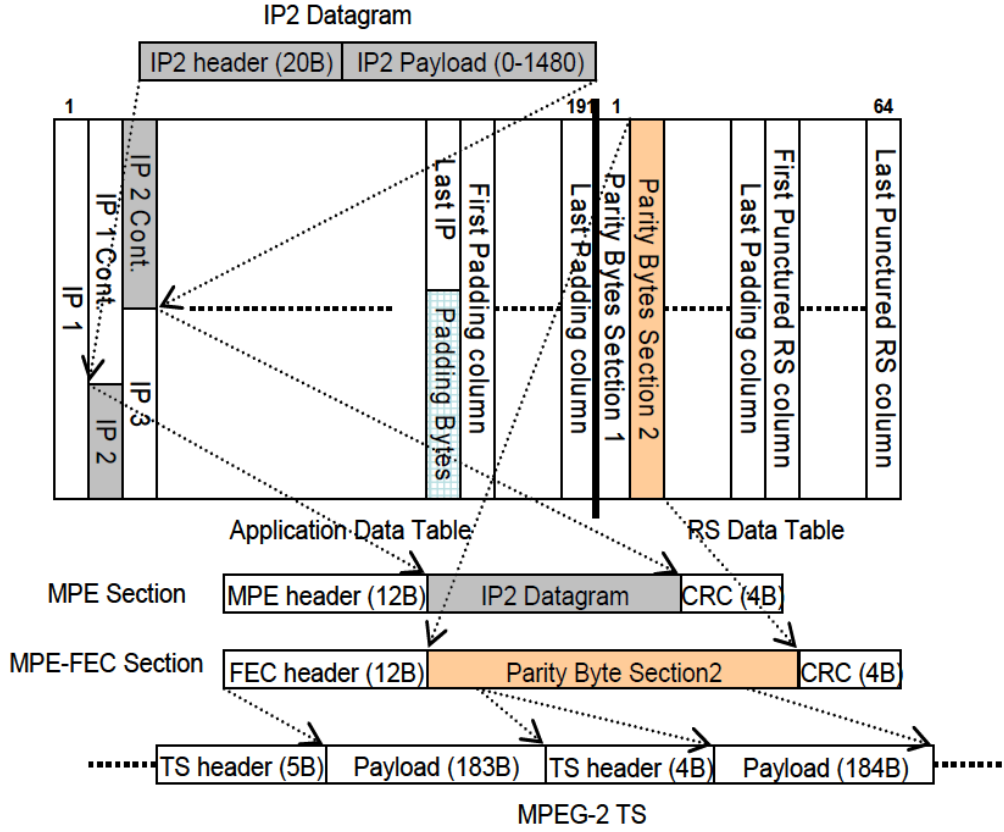 IP2 Datagram
IP2 header (20B) IP2 Payload (0-1480)
1 191 1 64
IP 1
IP 1 Cont.
IP 2
IP 2 Cont.
IP 3
Last IP
Padding Bytes
First Padding column
Last Padding column
Parity Bytes Setction 1
Parity Bytes Section 2
Last Padding column
First Punctured RS column
Last Punctured RS column
Application Data Table RS Data Table
MPE Section MPE header (12B) IP2 Datagram CRC (4B)
MPE-FEC Section FEC header (12B) Parity Byte Section2 CRC (4B)
TS header (5B) Payload (183B) TS header (4B) Payload (184B)
MPEG-2 TS